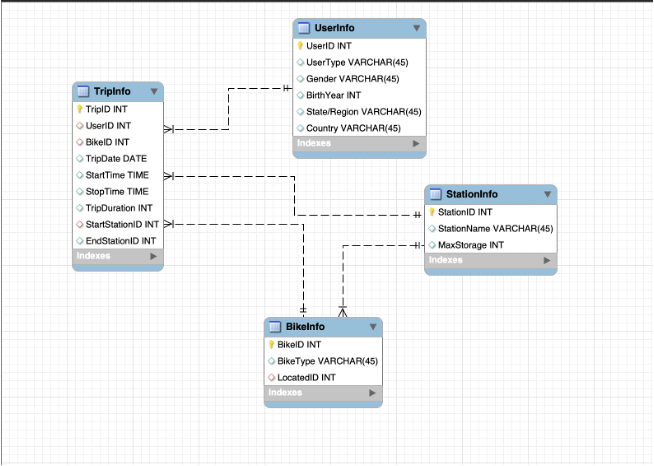 UserInfo
UserID INT
UserType VARCHAR(45)
Gender VARCHAR(45)
BirthYear INT
State/Region VARCHAR(45)
Country VARCHAR(45)
Indexes
TripInfo
TripID INT
UserID INT
BikeID INT
TripDate DATE
StartTime TIME
StopTime TIME
TripDuration INT
StartStationID INT
EndStationID INT
Indexes
StationInfo
StationID INT
StationName VARCHAR(45)
MaxStorage INT
Indexes
BikeInfo
BikeID INT
BikeType VARCHAR(45)
LocatedID INT
Indexes